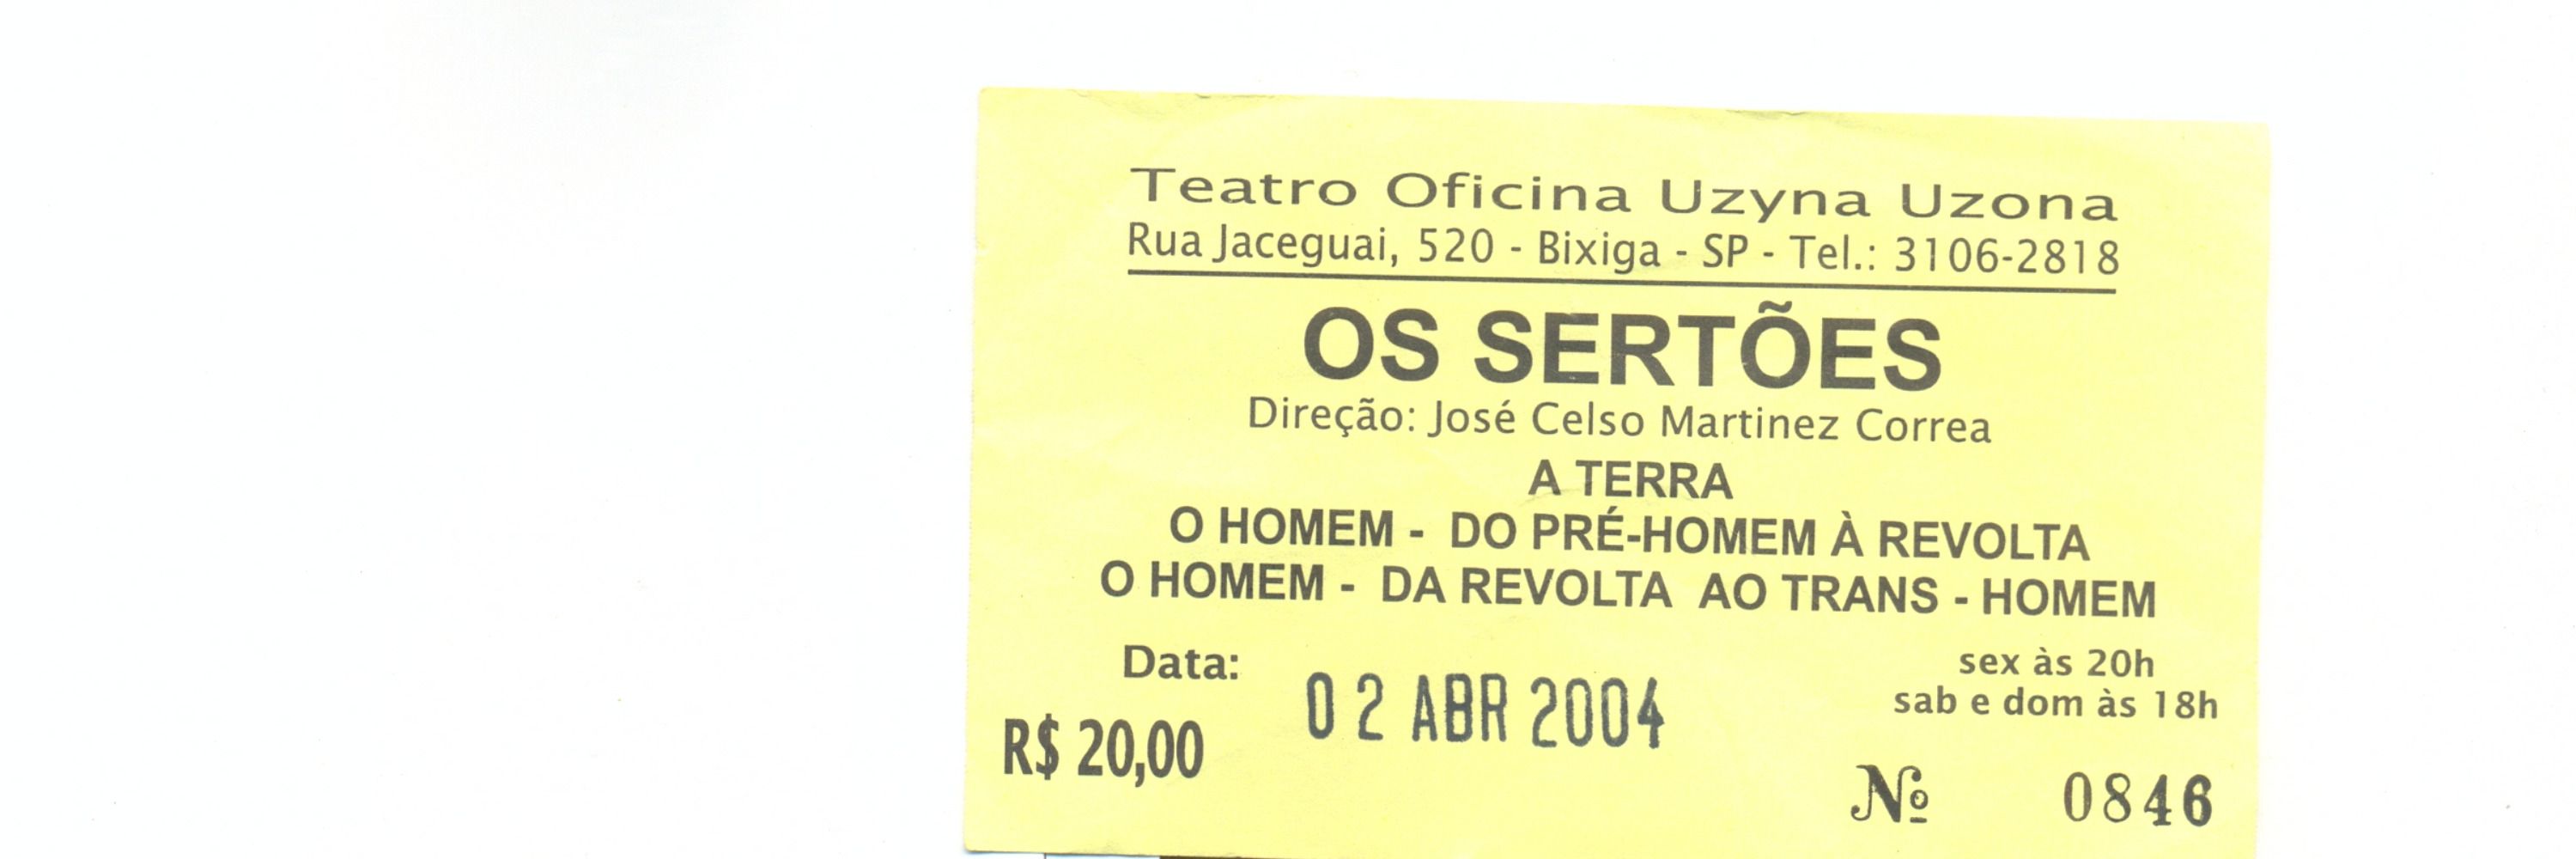 Teatro Oficina Uzyna Uzona
Rua Jaceguai, 520 - Bixiga - SP - Tel.: 3106-2818
OS SERTÕES
Direção: José Celso Martinez Correa
A TERRA
O HOMEM - DO PRÉ-HOMEM À REVOLTA
O HOMEM - DA REVOLTA AO TRANS - HOMEM
Data: 02 ABR 2004
sex às 20h
sab e dom às 18h
R$ 20,00
Nº 0846